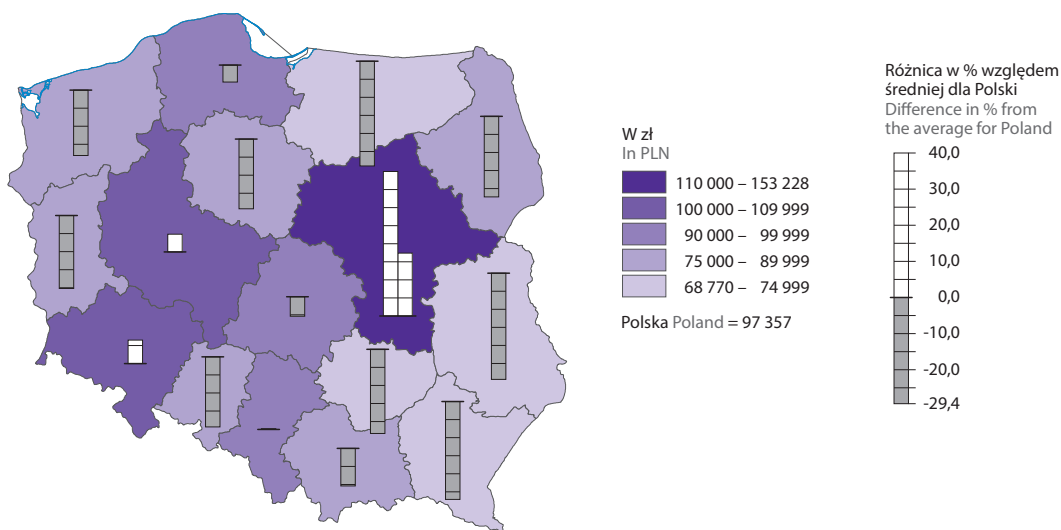 W zł
In PLN
110 000 – 153 228
100 000 – 109 999
90 000 – 99 999
75 000 – 89 999
68 770 – 74 999
Polska Poland = 97 357
Różnica w % względem
średniej dla Polski
Difference in % from
the average for Poland
40,0
30,0
20,0
10,0
0,0
-10,0
-20,0
-29,4